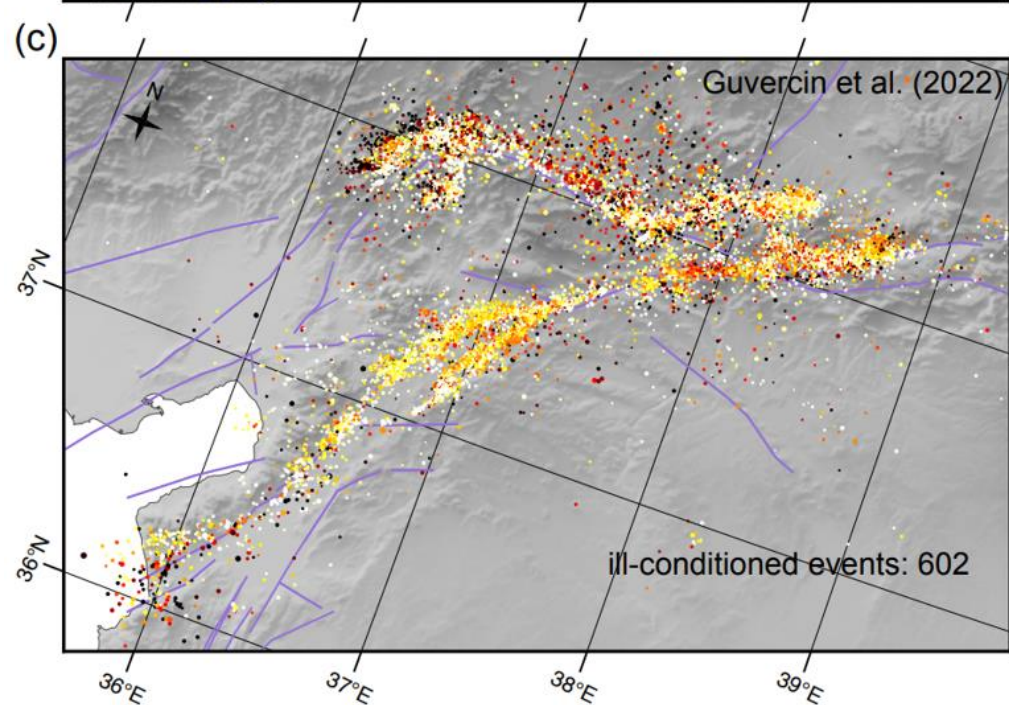 (c)
Guvercin et al. (2022)
N
37°N
ill-conditioned events: 602
36°N
36°E
37°E
38°E
39°E